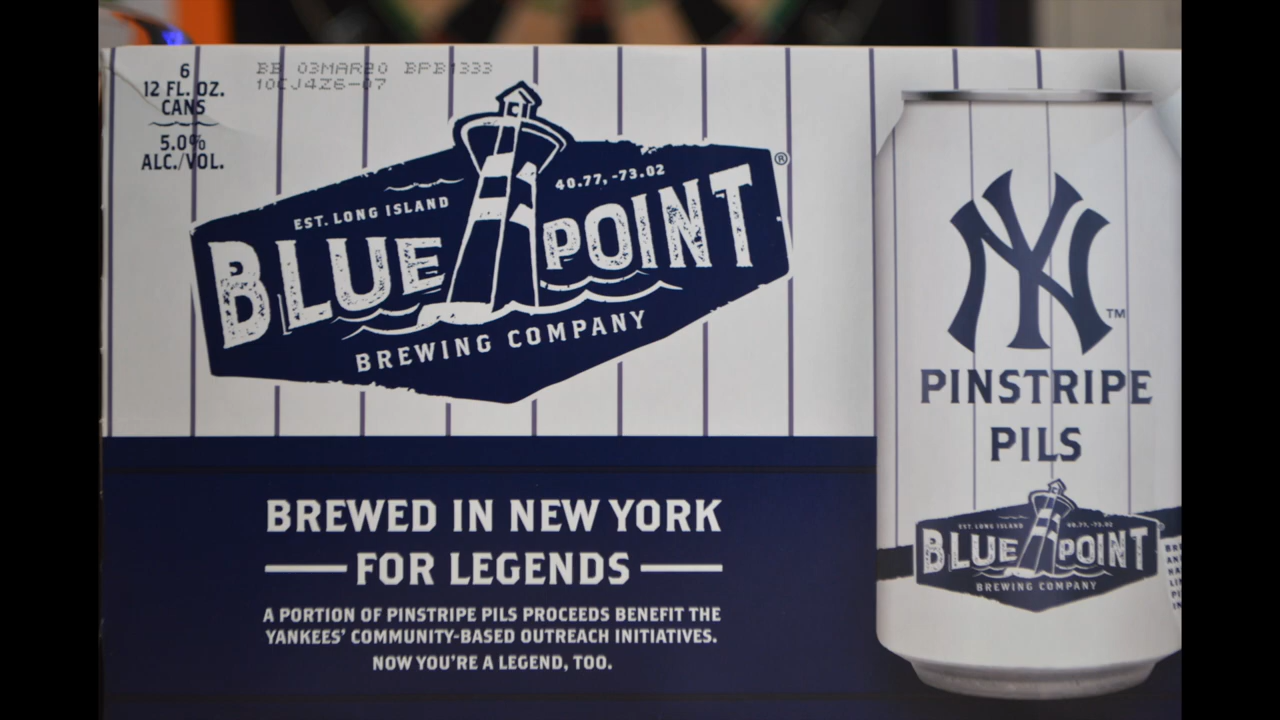 6
12 FL. OZ.
CANS
5.0%
ALC./VOL.
BB 03MAR20 BPB1333
10CJ4Z6-07
®
EST. LONG ISLAND
40.77, -73.02
BLUE POINT
BREWING COMPANY
BREWED IN NEW YORK
FOR LEGENDS
A PORTION OF PINSTRIPE PILS PROCEEDS BENEFIT THE
YANKEES' COMMUNITY-BASED OUTREACH INITIATIVES.
NOW YOU'RE A LEGEND, TOO.
NY
TM
PINSTRIPE
PILS
EST. LONG ISLAND
40.77, -73.02
BLUE POINT
BREWING COMPANY